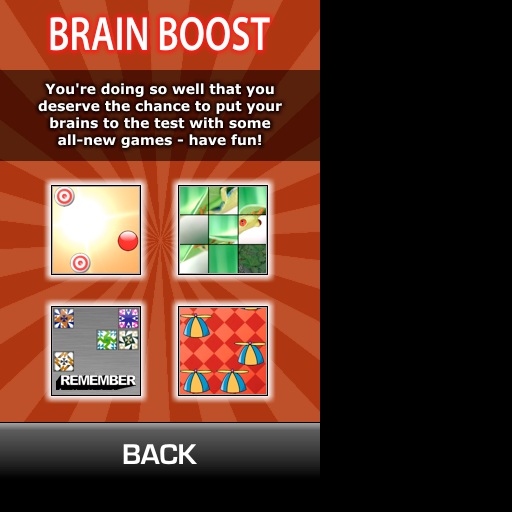 BRAIN BOOST
You're doing so well that you
deserve the chance to put your
brains to the test with some
all-new games - have fun!
REMEMBER
BACK